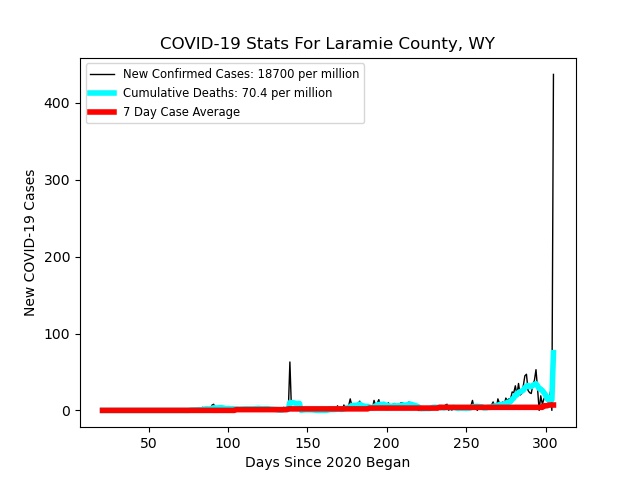 COVID-19 Stats For Laramie County, WY
New Confirmed Cases: 18700 per million
Cumulative Deaths: 70.4 per million
7 Day Case Average
New COVID-19 Cases
400
300
200
100
0
50 100 150 200 250 300
Days Since 2020 Began